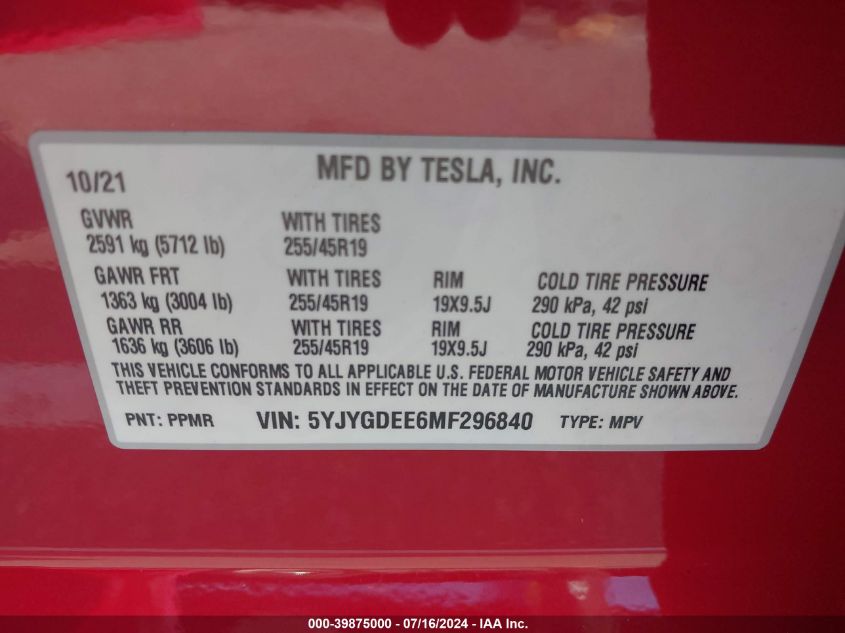 10/21 MFD BY TESLA, INC.
GVWR WITH TIRES
2591 kg (5712 lb) 255/45R19
GAWR FRT WITH TIRES RIM COLD TIRE PRESSURE
1363 kg (3004 lb) 255/45R19 19X9.5J 290 kPa, 42 psi
GAWR RR WITH TIRES RIM COLD TIRE PRESSURE
1636 kg (3606 lb) 255/45R19 19X9.5J 290 kPa, 42 psi
THIS VEHICLE CONFORMS TO ALL APPLICABLE U.S. FEDERAL MOTOR VEHICLE SAFETY AND
THEFT PREVENTION STANDARDS IN EFFECT ON THE DATE OF MANUFACTURE SHOWN ABOVE.
PNT: PPMR VIN: 5YJYGDEE6MF296840 TYPE: MPV
000-39875000 - 07/16/2024 - IAA Inc.